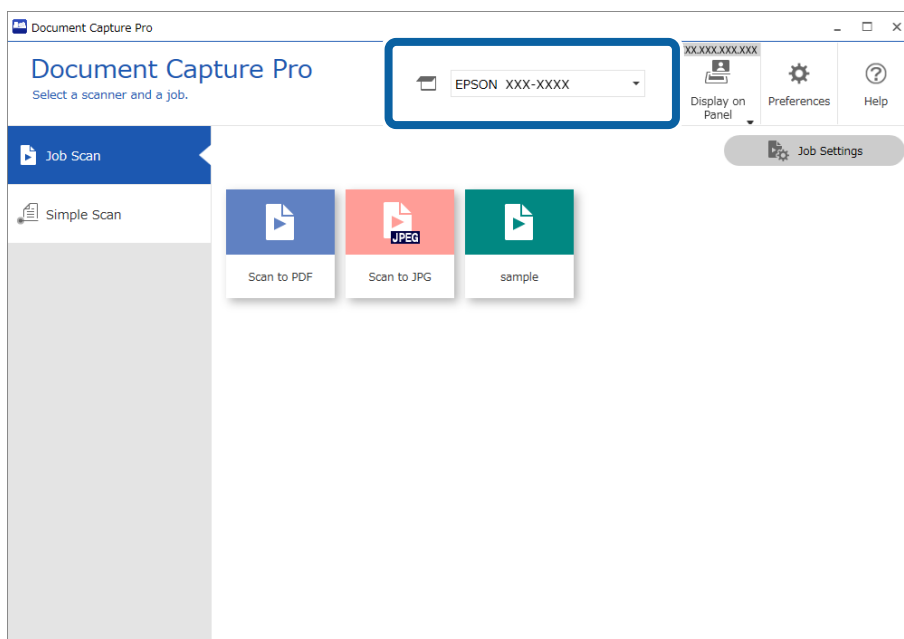 Document Capture Pro
Document Capture Pro
Select a scanner and a job.
EPSON XXX-XXXX
XX.XXX.XXX.XXX
Display on
Panel
Preferences
Help
Job Scan
Job Settings
Simple Scan
JPEG
Scan to PDF
Scan to JPG
sample